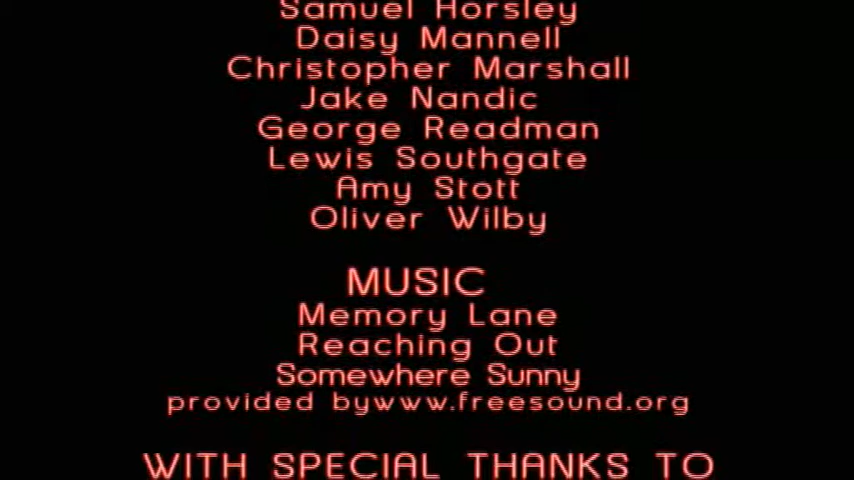 Samuel Horsley
Daisy Mannell
Christopher Marshall
Jake Nandic
George Readman
Lewis Southgate
Amy Stott
Oliver Wilby
MUSIC
Memory Lane
Reaching Out
Somewhere Sunny
provided bywww.freesound.org
WITH SPECIAL THANKS TO